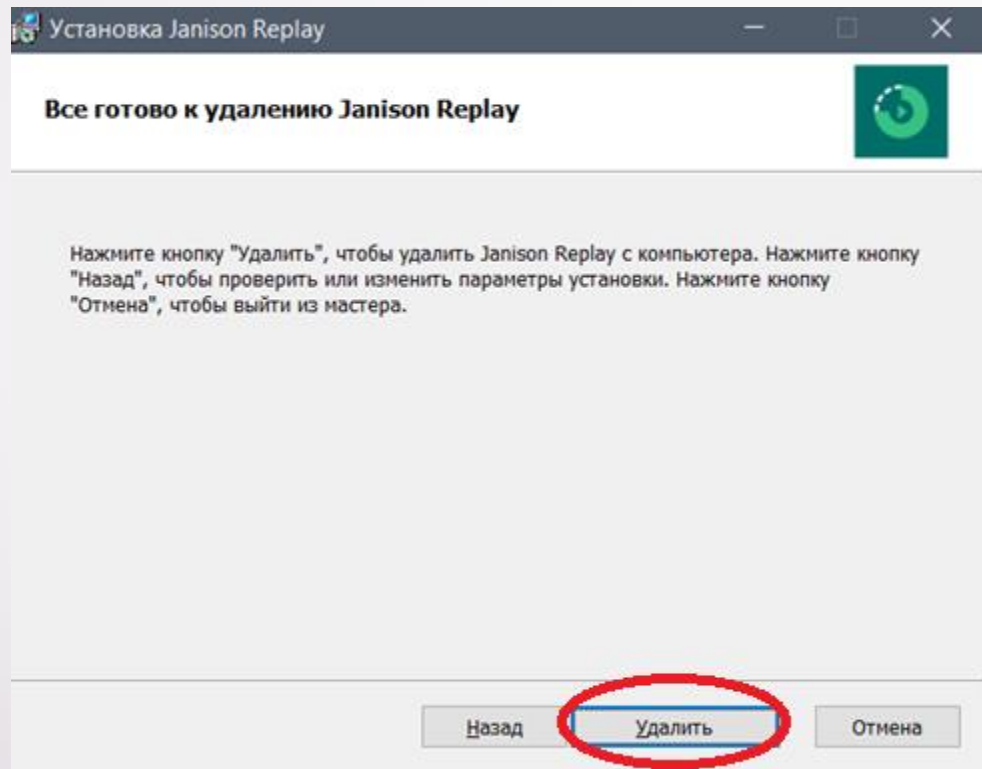 Установка Janison Replay
Все готово к удалению Janison Replay
Нажмите кнопку "Удалить", чтобы удалить Janison Replay с компьютера. Нажмите кнопку
"Назад", чтобы проверить или изменить параметры установки. Нажмите кнопку
"Отмена", чтобы выйти из мастера.
Назад Удалить Отмена